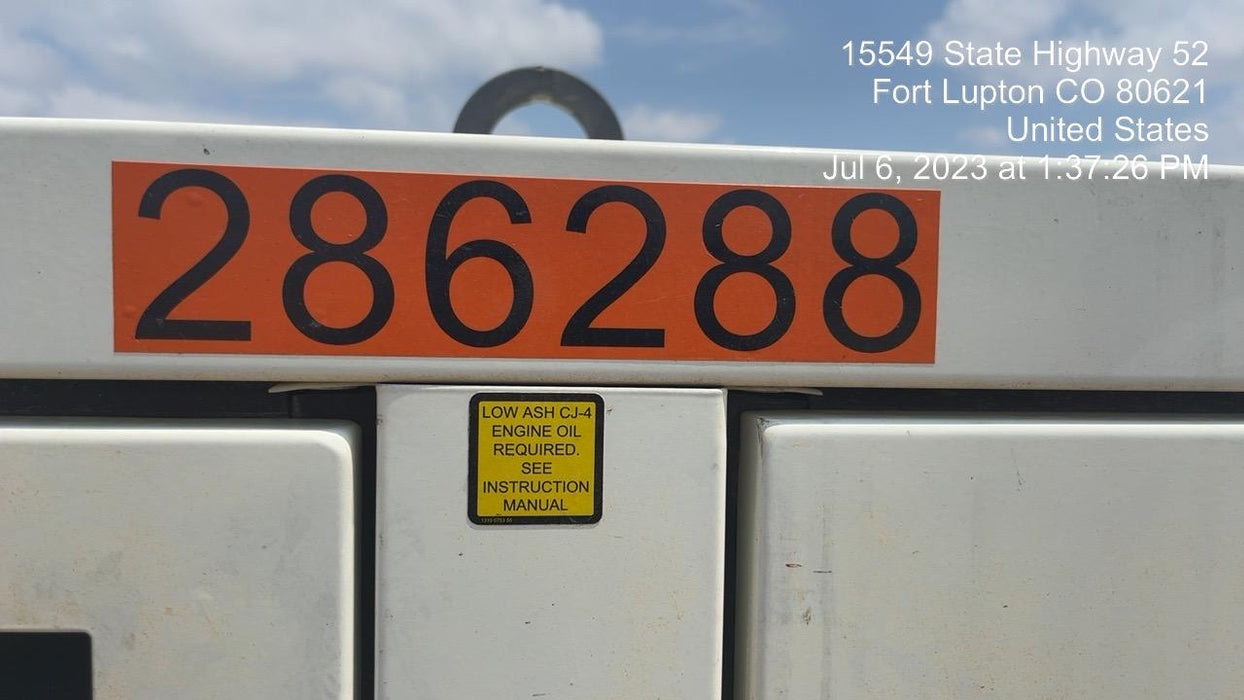 15549 State Highway 52
Fort Lupton CO 80621
United States
Jul 6, 2023 at 1:37:26 PM
286288
LOW ASH CJ-4
ENGINE OIL
REQUIRED.
SEE
INSTRUCTION
MANUAL